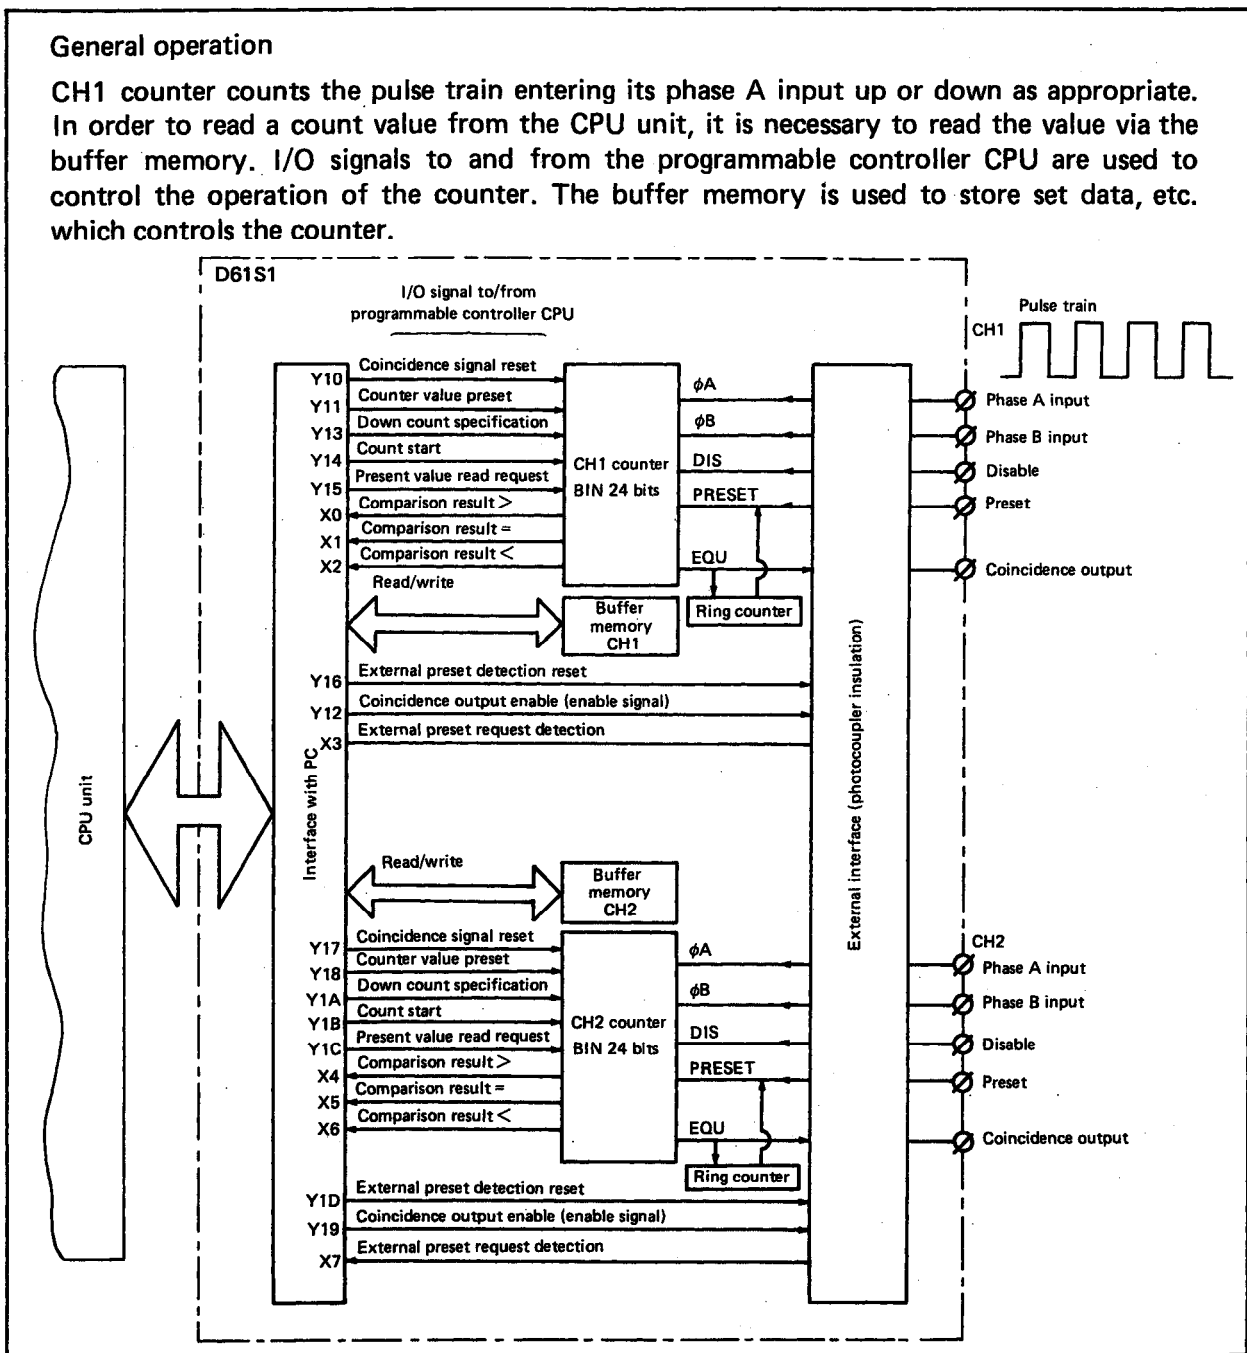 General operation
CH1 counter counts the pulse train entering its phase A input up or down as appropriate.
In order to read a count value from the CPU unit, it is necessary to read the value via the
buffer memory. I/O signals to and from the programmable controller CPU are used to
control the operation of the counter. The buffer memory is used to store set data, etc.
which controls the counter.
D61S1
I/O signal to/from
programmable controller CPU
Pulse train
CH1
Y10 Coincidence signal reset
Y11 Counter value preset
Y13 Down count specification
Y14 Count start
Y15 Present value read request
X0 Comparison result >
X1 Comparison result =
X2 Comparison result <
CH1 counter
BIN 24 bits
φA
φB
DIS
PRESET
EQU
Ring counter
Phase A input
Phase B input
Disable
Preset
Coincidence output
Read/write
Buffer
memory
CH1
Y16 External preset detection reset
Y12 Coincidence output enable (enable signal)
X3 External preset request detection
CPU unit
Interface with PC
External interface (photocoupler insulation)
Read/write
Buffer
memory
CH2
Y17 Coincidence signal reset
Y18 Counter value preset
Y1A Down count specification
Y1B Count start
Y1C Present value read request
X4 Comparison result >
X5 Comparison result =
X6 Comparison result <
CH2 counter
BIN 24 bits
φA
φB
DIS
PRESET
EQU
Ring counter
CH2
Phase A input
Phase B input
Disable
Preset
Coincidence output
Y1D External preset detection reset
Y19 Coincidence output enable (enable signal)
X7 External preset request detection